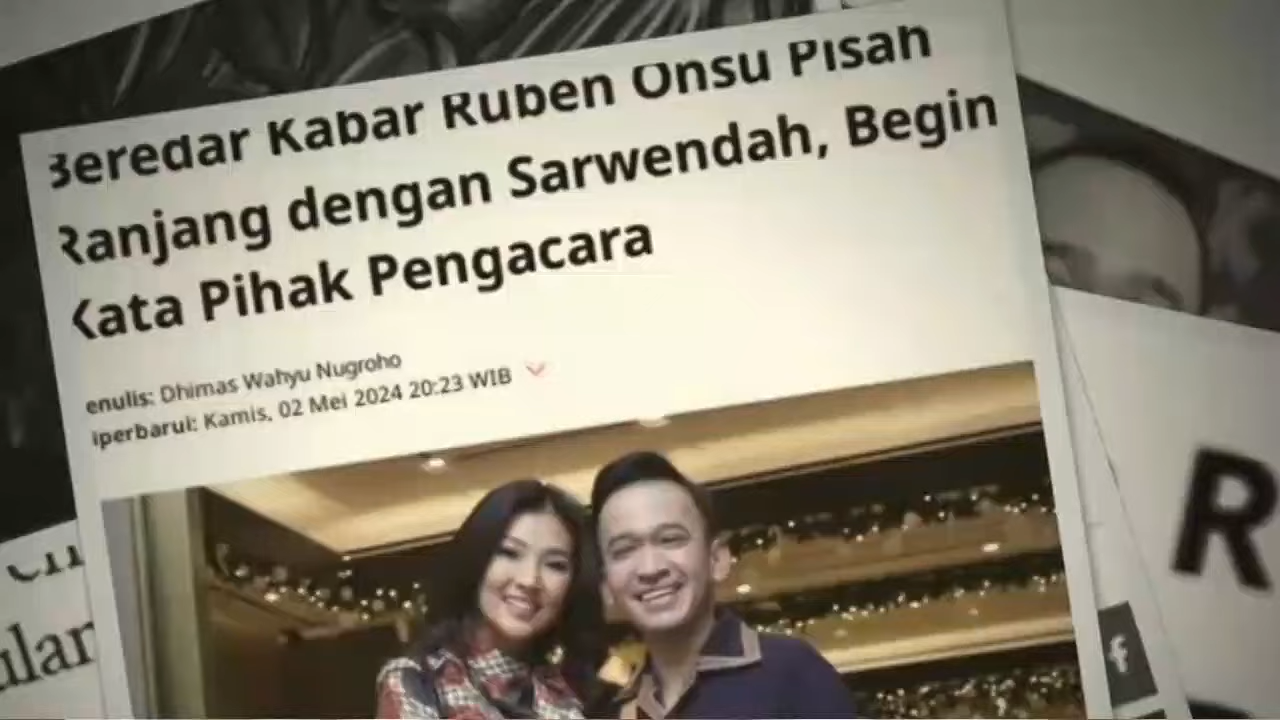 Beredar Kabar Ruben Onsu Pisah
Ranjang dengan Sarwendah, Begin
Kata Pihak Pengacara
enulis: Dhimas Wahyu Nugroho
iperbarui: Kamis, 02 Mei 2024 20:23 WIB
f
R